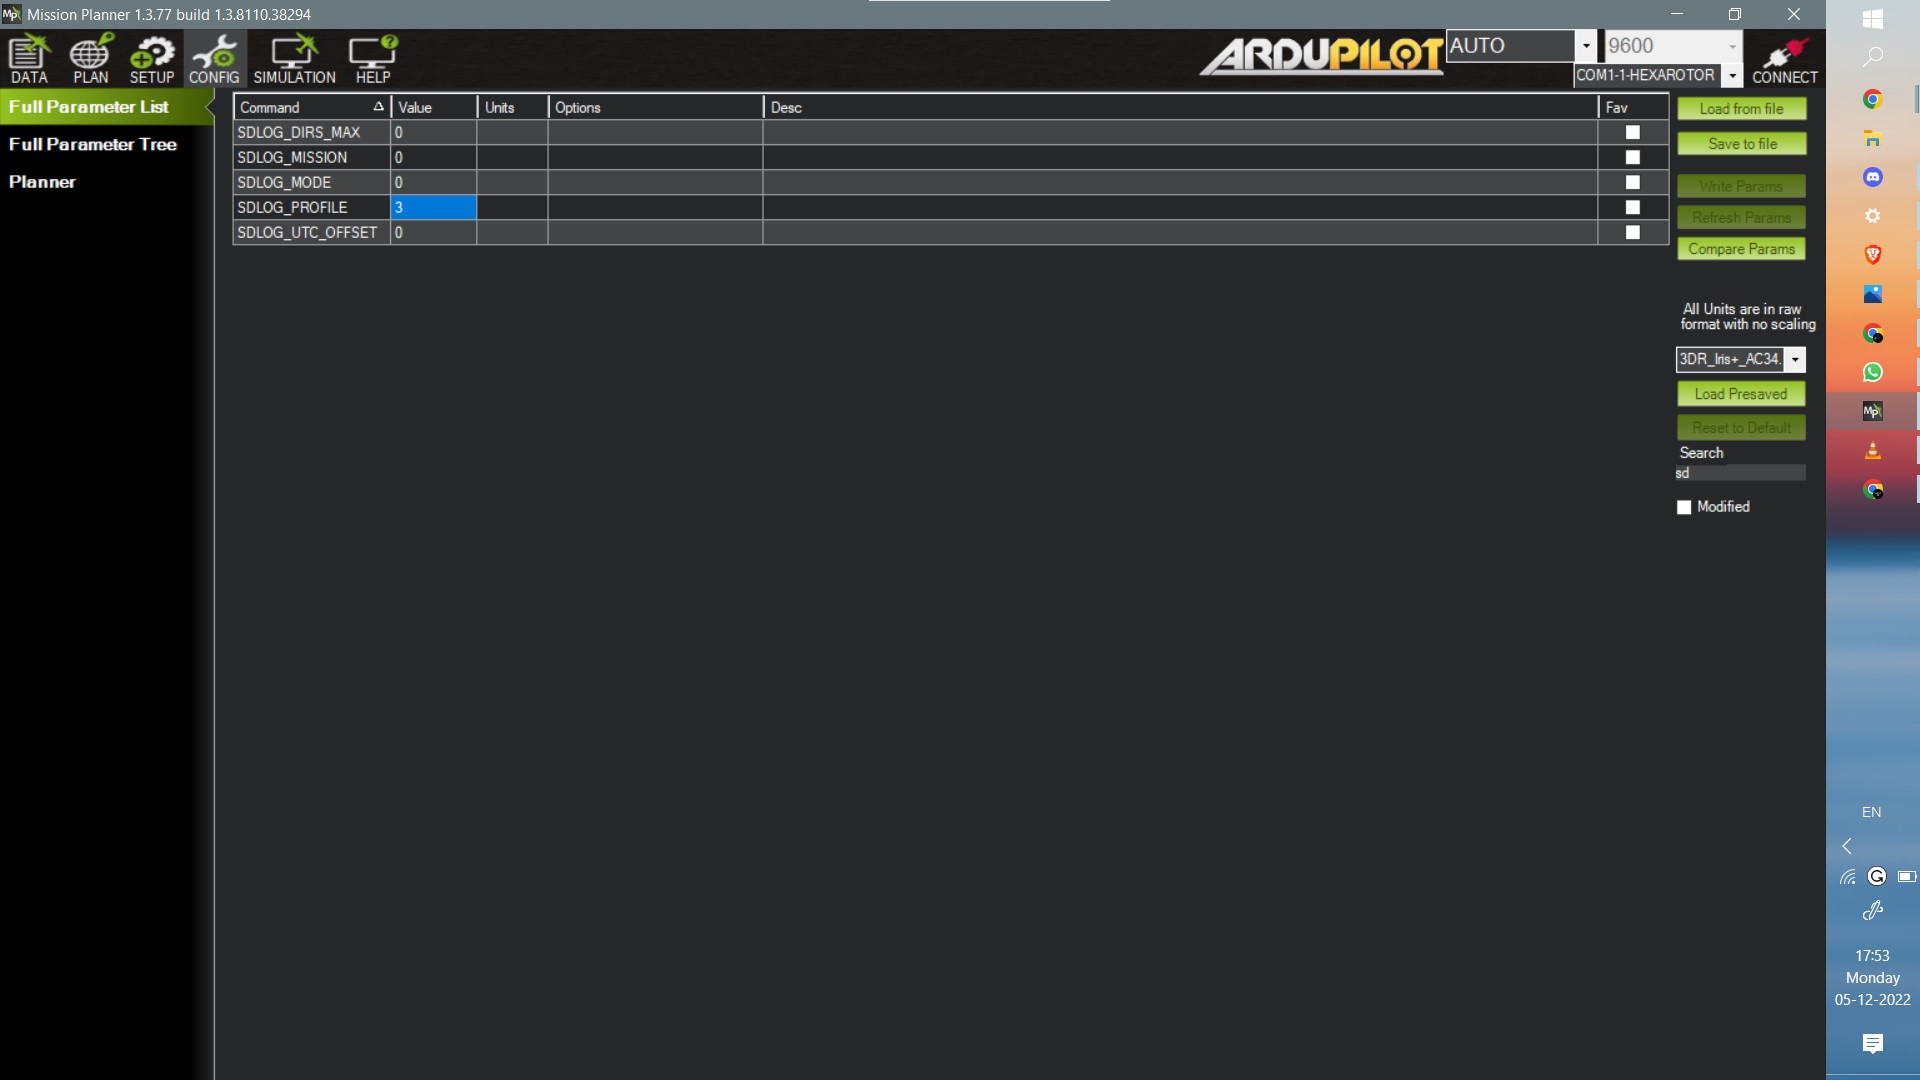 Mission Planner 1.3.77 build 1.3.8110.38294
DATA PLAN SETUP CONFIG SIMULATION HELP
ARDUPILOT
AUTO
9600
COM1-1-HEXAROTOR
CONNECT
Full Parameter List
Full Parameter Tree
Planner
Command Value Units Options Desc Fav
SDLOG_DIRS_MAX 0
SDLOG_MISSION 0
SDLOG_MODE 0
SDLOG_PROFILE 3
SDLOG_UTC_OFFSET 0
Load from file
Save to file
Write Params
Refresh Params
Compare Params
All Units are in raw
format with no scaling
3DR_Iris+_AC34.
Load Presaved
Reset to Default
Search
sd
Modified
EN
17:53
Monday
05-12-2022